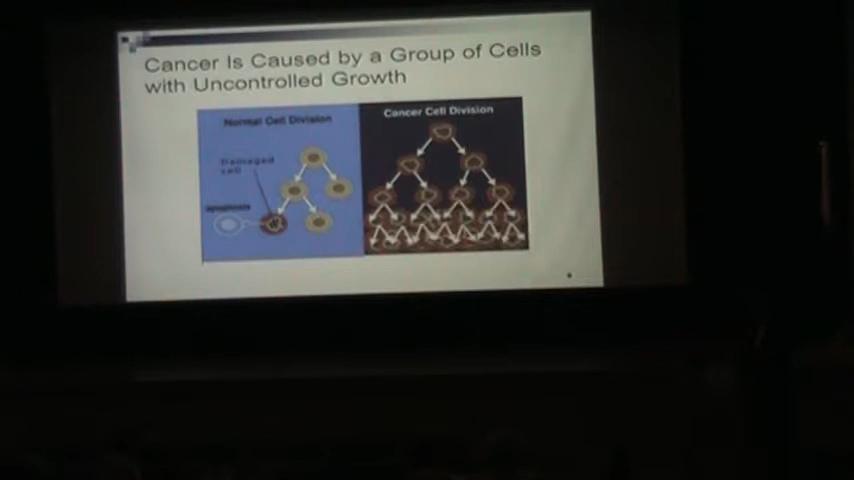 Cancer Is Caused by a Group of Cells
with Uncontrolled Growth
Normal Cell Division
Cancer Cell Division
Damaged
cell
apoptosis